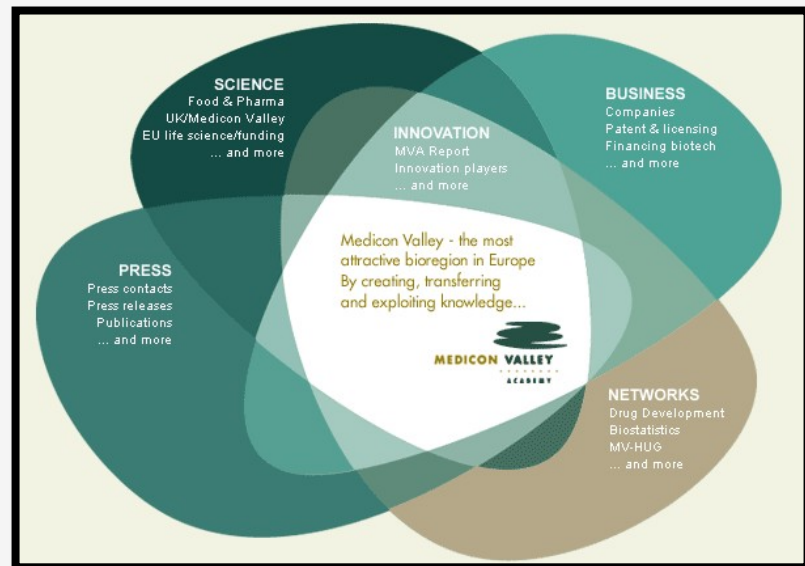 SCIENCE
Food & Pharma
UK/Medicon Valley
EU life science/funding
... and more
BUSINESS
Companies
Patent & licensing
Financing biotech
... and more
INNOVATION
MVA Report
Innovation players
... and more
Medicon Valley - the most
attractive bioregion in Europe
By creating, transferring
and exploiting knowledge...
PRESS
Press contacts
Press releases
Publications
... and more
MEDICON VALLEY
ACADEMY
NETWORKS
Drug Development
Biostatistics
MV-HUG
... and more